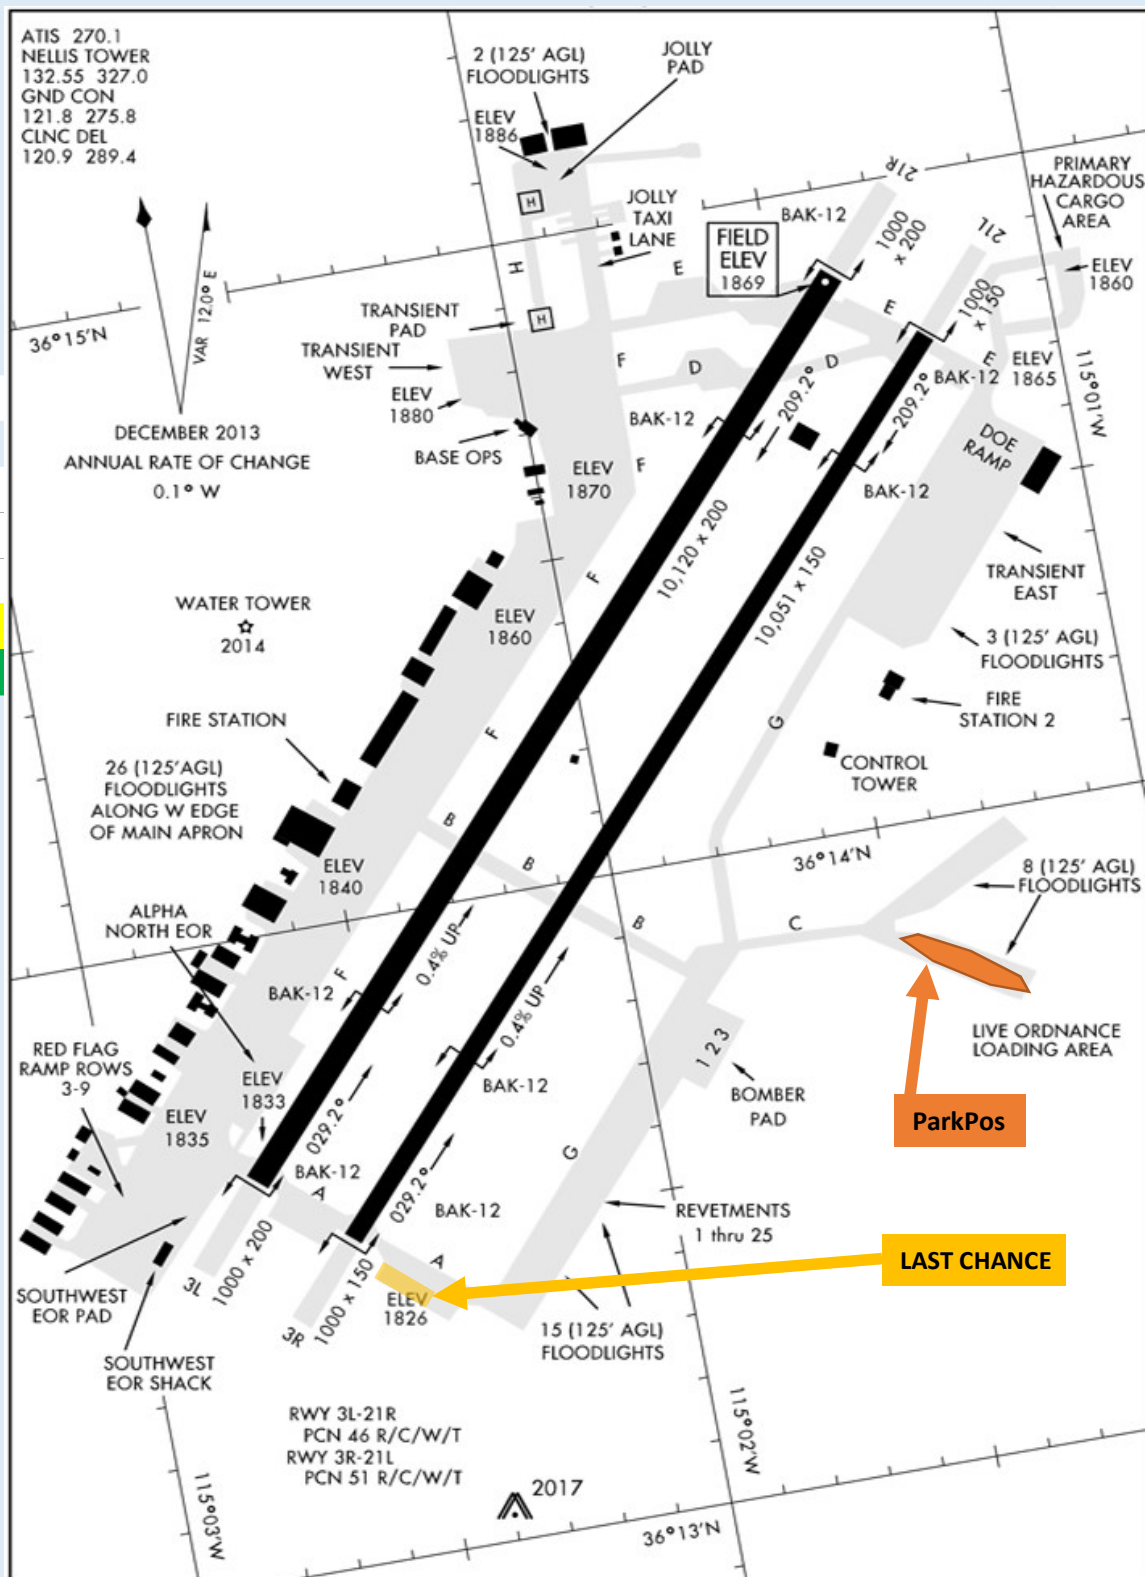 ATIS 270.1
NELLIS TOWER
132.55 327.0
GND CON
121.8 275.8
CLNC DEL
120.9 289.4
2 (125' AGL)
FLOODLIGHTS
JOLLY
PAD
ELEV
1886
H
JOLLY
TAXI
LANE
BAK-12
21R
1000
x 200
21L
PRIMARY
HAZARDOUS
CARGO
AREA
ELEV
1860
FIELD
ELEV
1869
36°15'N
VAR 12.0° E
H
E
TRANSIENT
PAD
H
TRANSIENT
WEST
ELEV
1880
F
D
D
E
1000
x 150
E
ELEV
1865
115°01'W
BAK-12
BAK-12
209.2°
209.2°
DECEMBER 2013
ANNUAL RATE OF CHANGE
0.1° W
BASE OPS
ELEV
1870
F
BAK-12
DOE
RAMP
10,120 x 200
10,051 x 150
TRANSIENT
EAST
WATER TOWER
2014
ELEV
1860
F
3 (125' AGL)
FLOODLIGHTS
FIRE STATION
F
G
FIRE
STATION 2
CONTROL
TOWER
26 (125'AGL)
FLOODLIGHTS
ALONG W EDGE
OF MAIN APRON
B
B
B
36°14'N
8 (125' AGL)
FLOODLIGHTS
ELEV
1840
ALPHA
NORTH EOR
C
F
0.4% UP
0.4% UP
BAK-12
LIVE ORDNANCE
LOADING AREA
RED FLAG
RAMP ROWS
3-9
ELEV
1833
ELEV
1835
029.2°
BAK-12
1 2 3
BOMBER
PAD
ParkPos
BAK-12
A
029.2°
BAK-12
G
REVETMENTS
1 thru 25
LAST CHANCE
A
3L
1000 x 200
3R
1000 x 150
ELEV
1826
SOUTHWEST
EOR PAD
SOUTHWEST
EOR SHACK
15 (125' AGL)
FLOODLIGHTS
RWY 3L-21R
PCN 46 R/C/W/T
RWY 3R-21L
PCN 51 R/C/W/T
115°03'W
2017
115°02'W
36°13'N